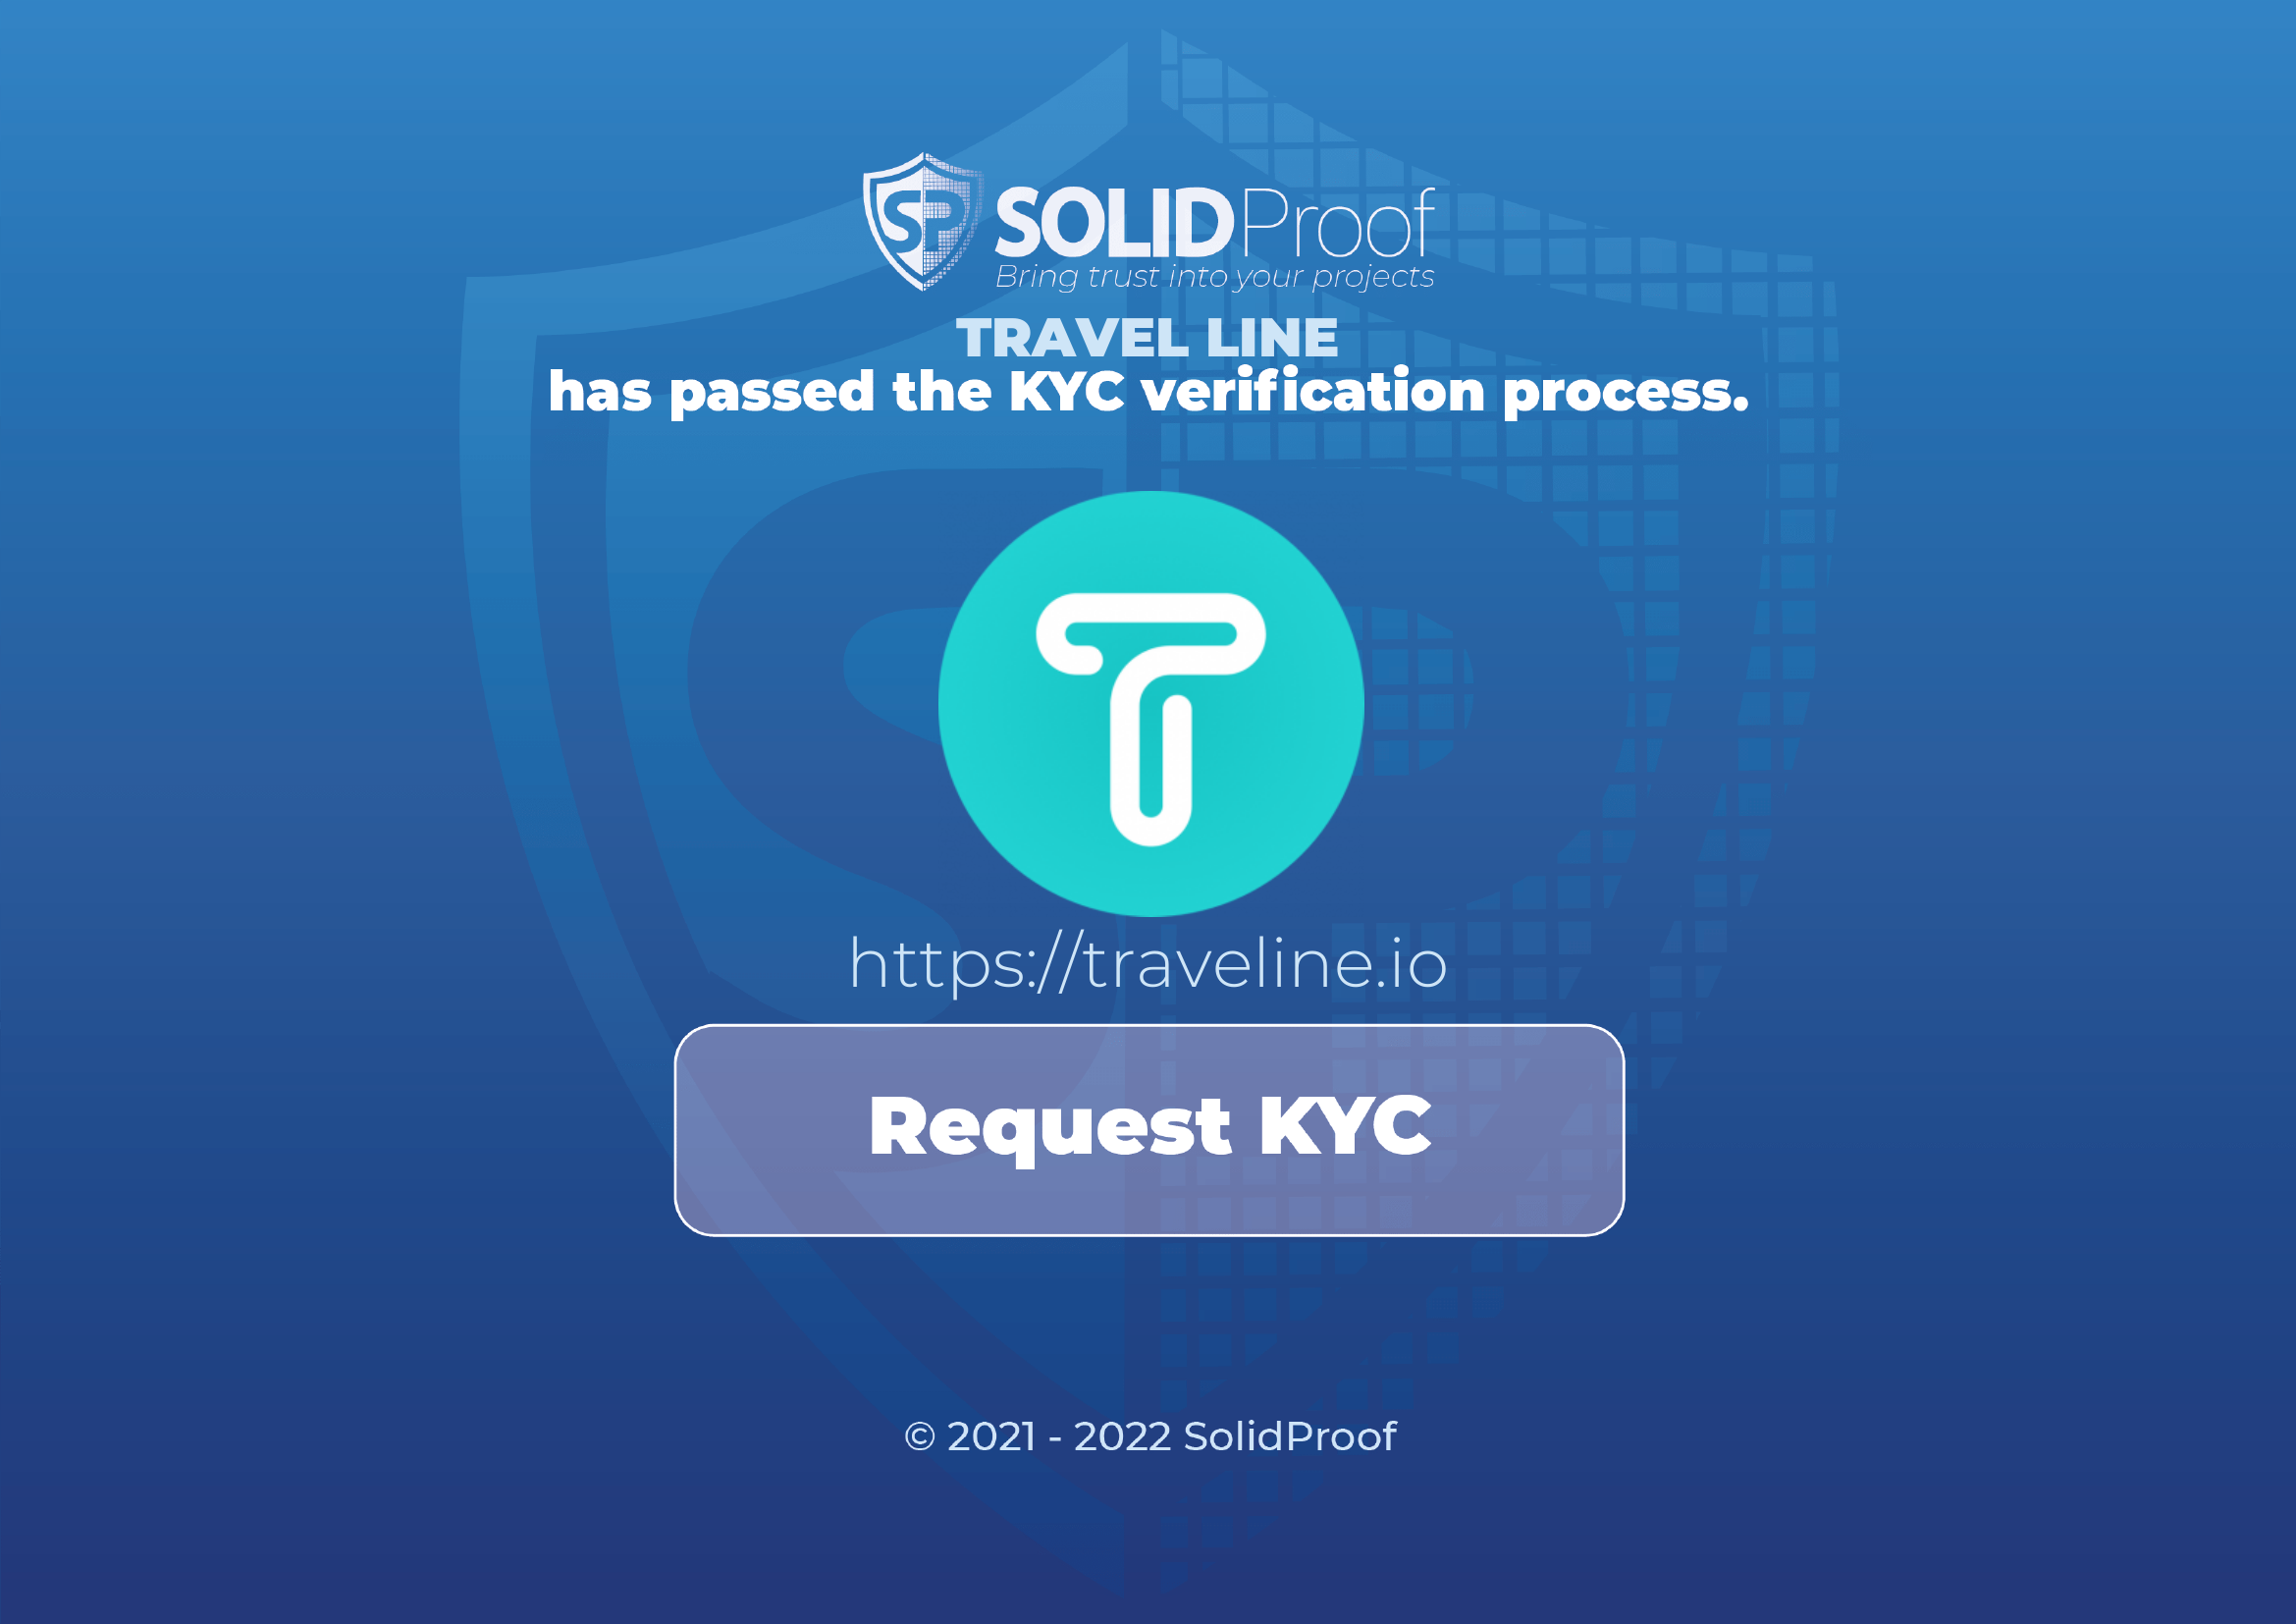 SP SOLIDProof
Bring trust into your projects
TRAVEL LINE
has passed the KYC verification process.
https://traveline.io
Request KYC
© 2021 - 2022 SolidProof